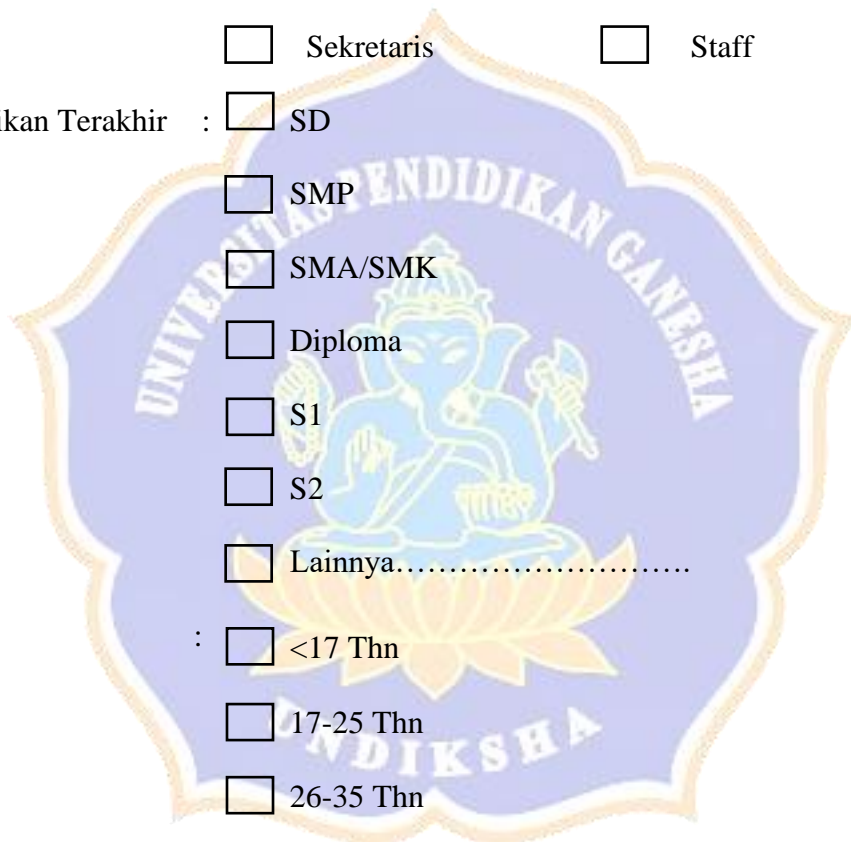 Sekretaris Staff
ikan Terakhir : SD
SMP
SMA/SMK
Diploma
S1
S2
Lainnya……………………….
: <17 Thn
17-25 Thn
26-35 Thn
UNIVERSITAS PENDIDIKAN GANESHA
UNDIKSHA